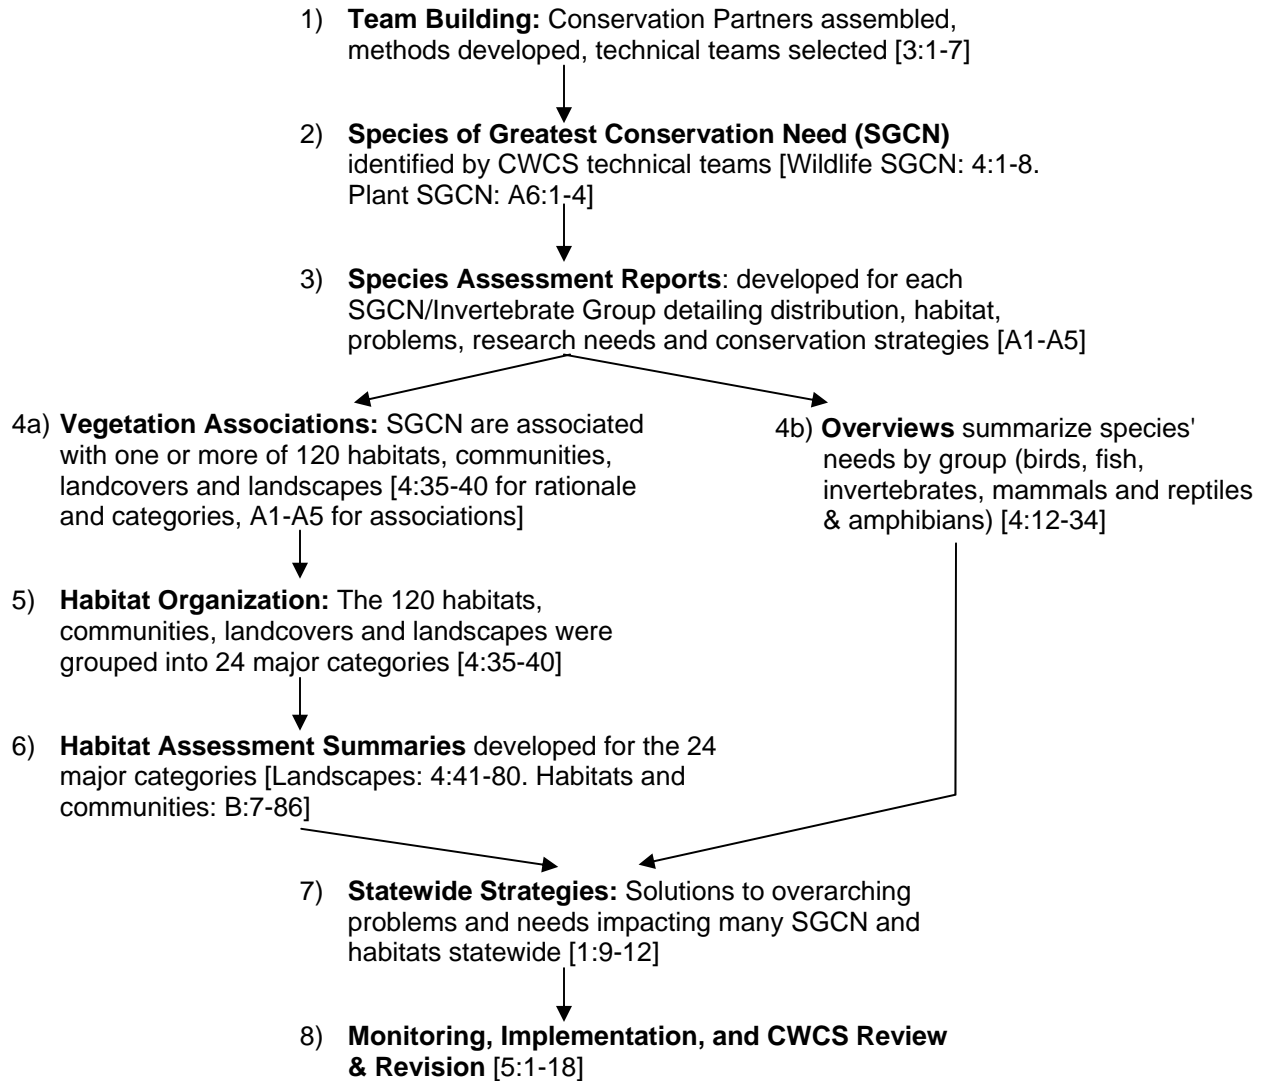 1) Team Building: Conservation Partners assembled,
methods developed, technical teams selected [3:1-7]
2) Species of Greatest Conservation Need (SGCN)
identified by CWCS technical teams [Wildlife SGCN: 4:1-8.
Plant SGCN: A6:1-4]
3) Species Assessment Reports: developed for each
SGCN/Invertebrate Group detailing distribution, habitat,
problems, research needs and conservation strategies [A1-A5]
4a) Vegetation Associations: SGCN are associated
with one or more of 120 habitats, communities,
landcovers and landscapes [4:35-40 for rationale
and categories, A1-A5 for associations]
4b) Overviews summarize species'
needs by group (birds, fish,
invertebrates, mammals and reptiles
& amphibians) [4:12-34]
5) Habitat Organization: The 120 habitats,
communities, landcovers and landscapes were
grouped into 24 major categories [4:35-40]
6) Habitat Assessment Summaries developed for the 24
major categories [Landscapes: 4:41-80. Habitats and
communities: B:7-86]
7) Statewide Strategies: Solutions to overarching
problems and needs impacting many SGCN and
habitats statewide [1:9-12]
8) Monitoring, Implementation, and CWCS Review
& Revision [5:1-18]